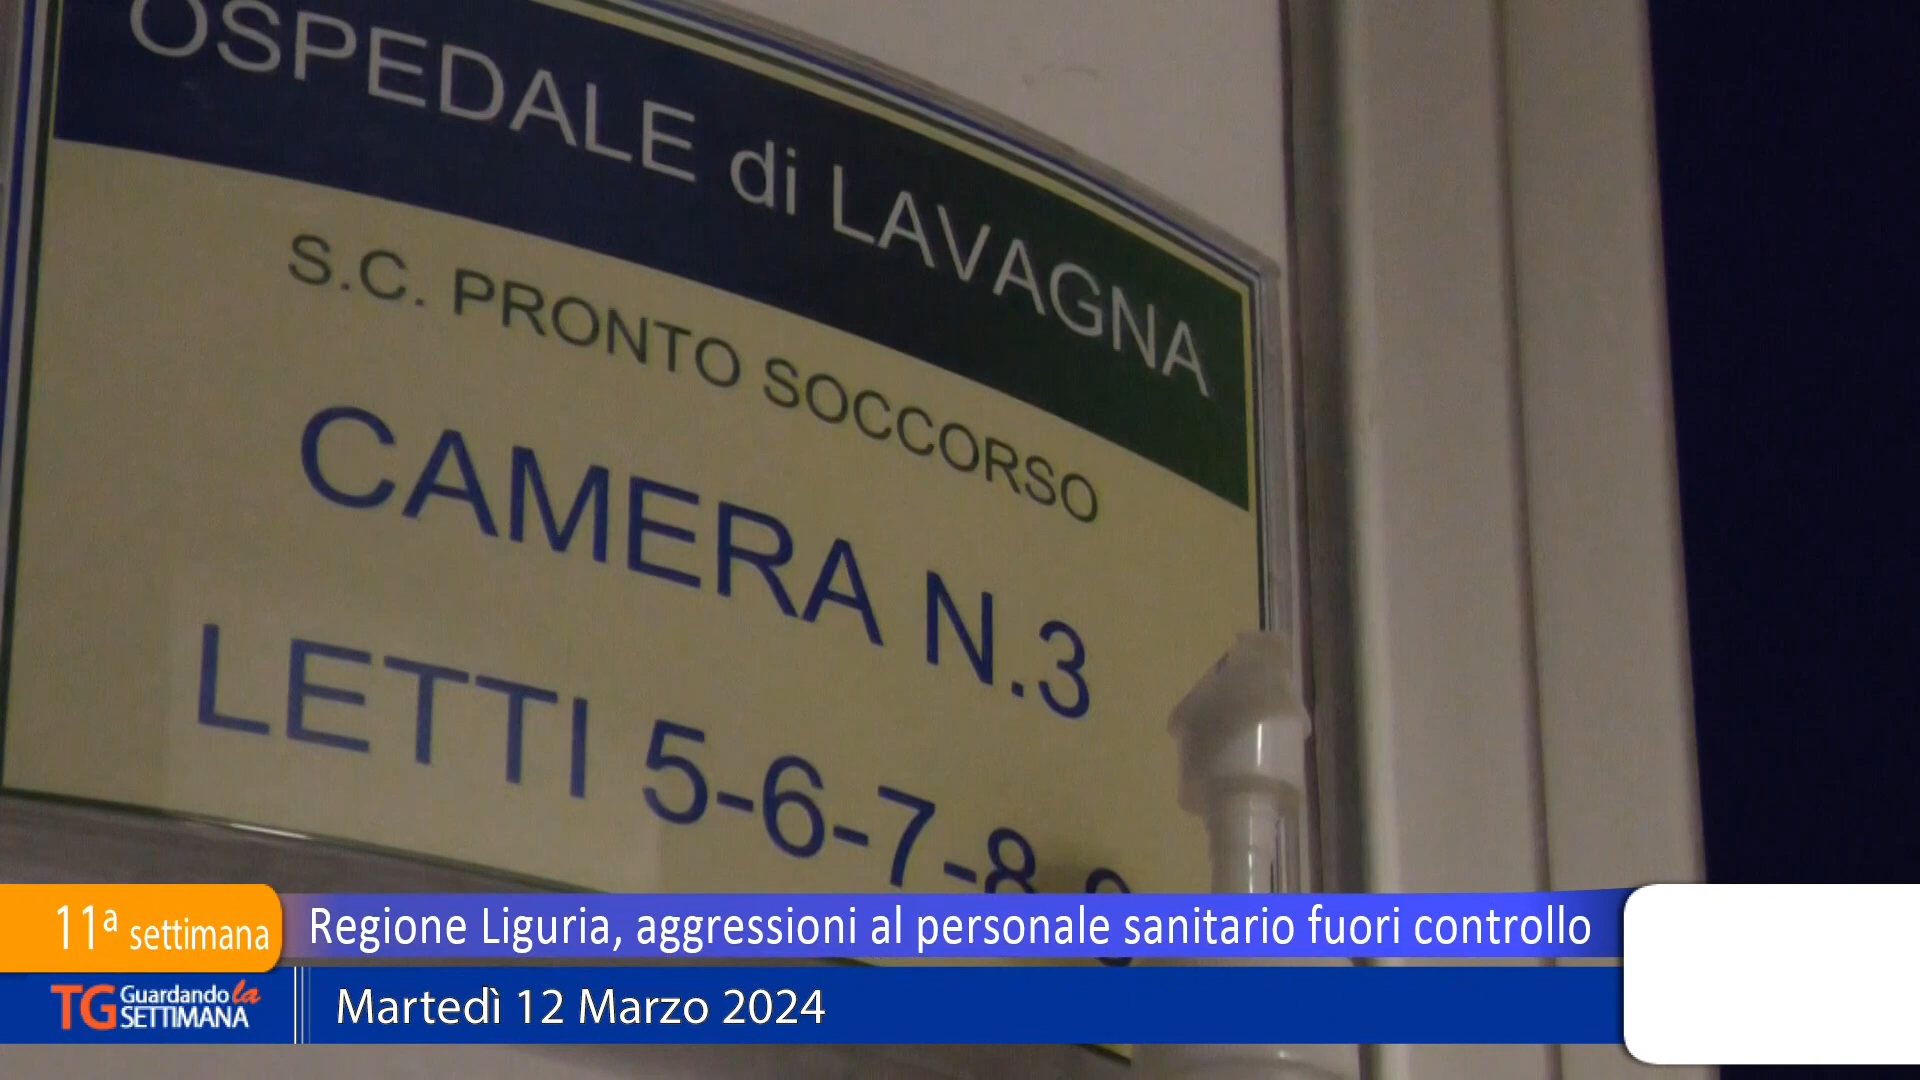 OSPEDALE di LAVAGNA
S.C. PRONTO SOCCORSO
CAMERA N.3
LETTI 5-6-7-8
11ª settimana
Regione Liguria, aggressioni al personale sanitario fuori controllo
TG Guardando la SETTIMANA
Martedì 12 Marzo 2024